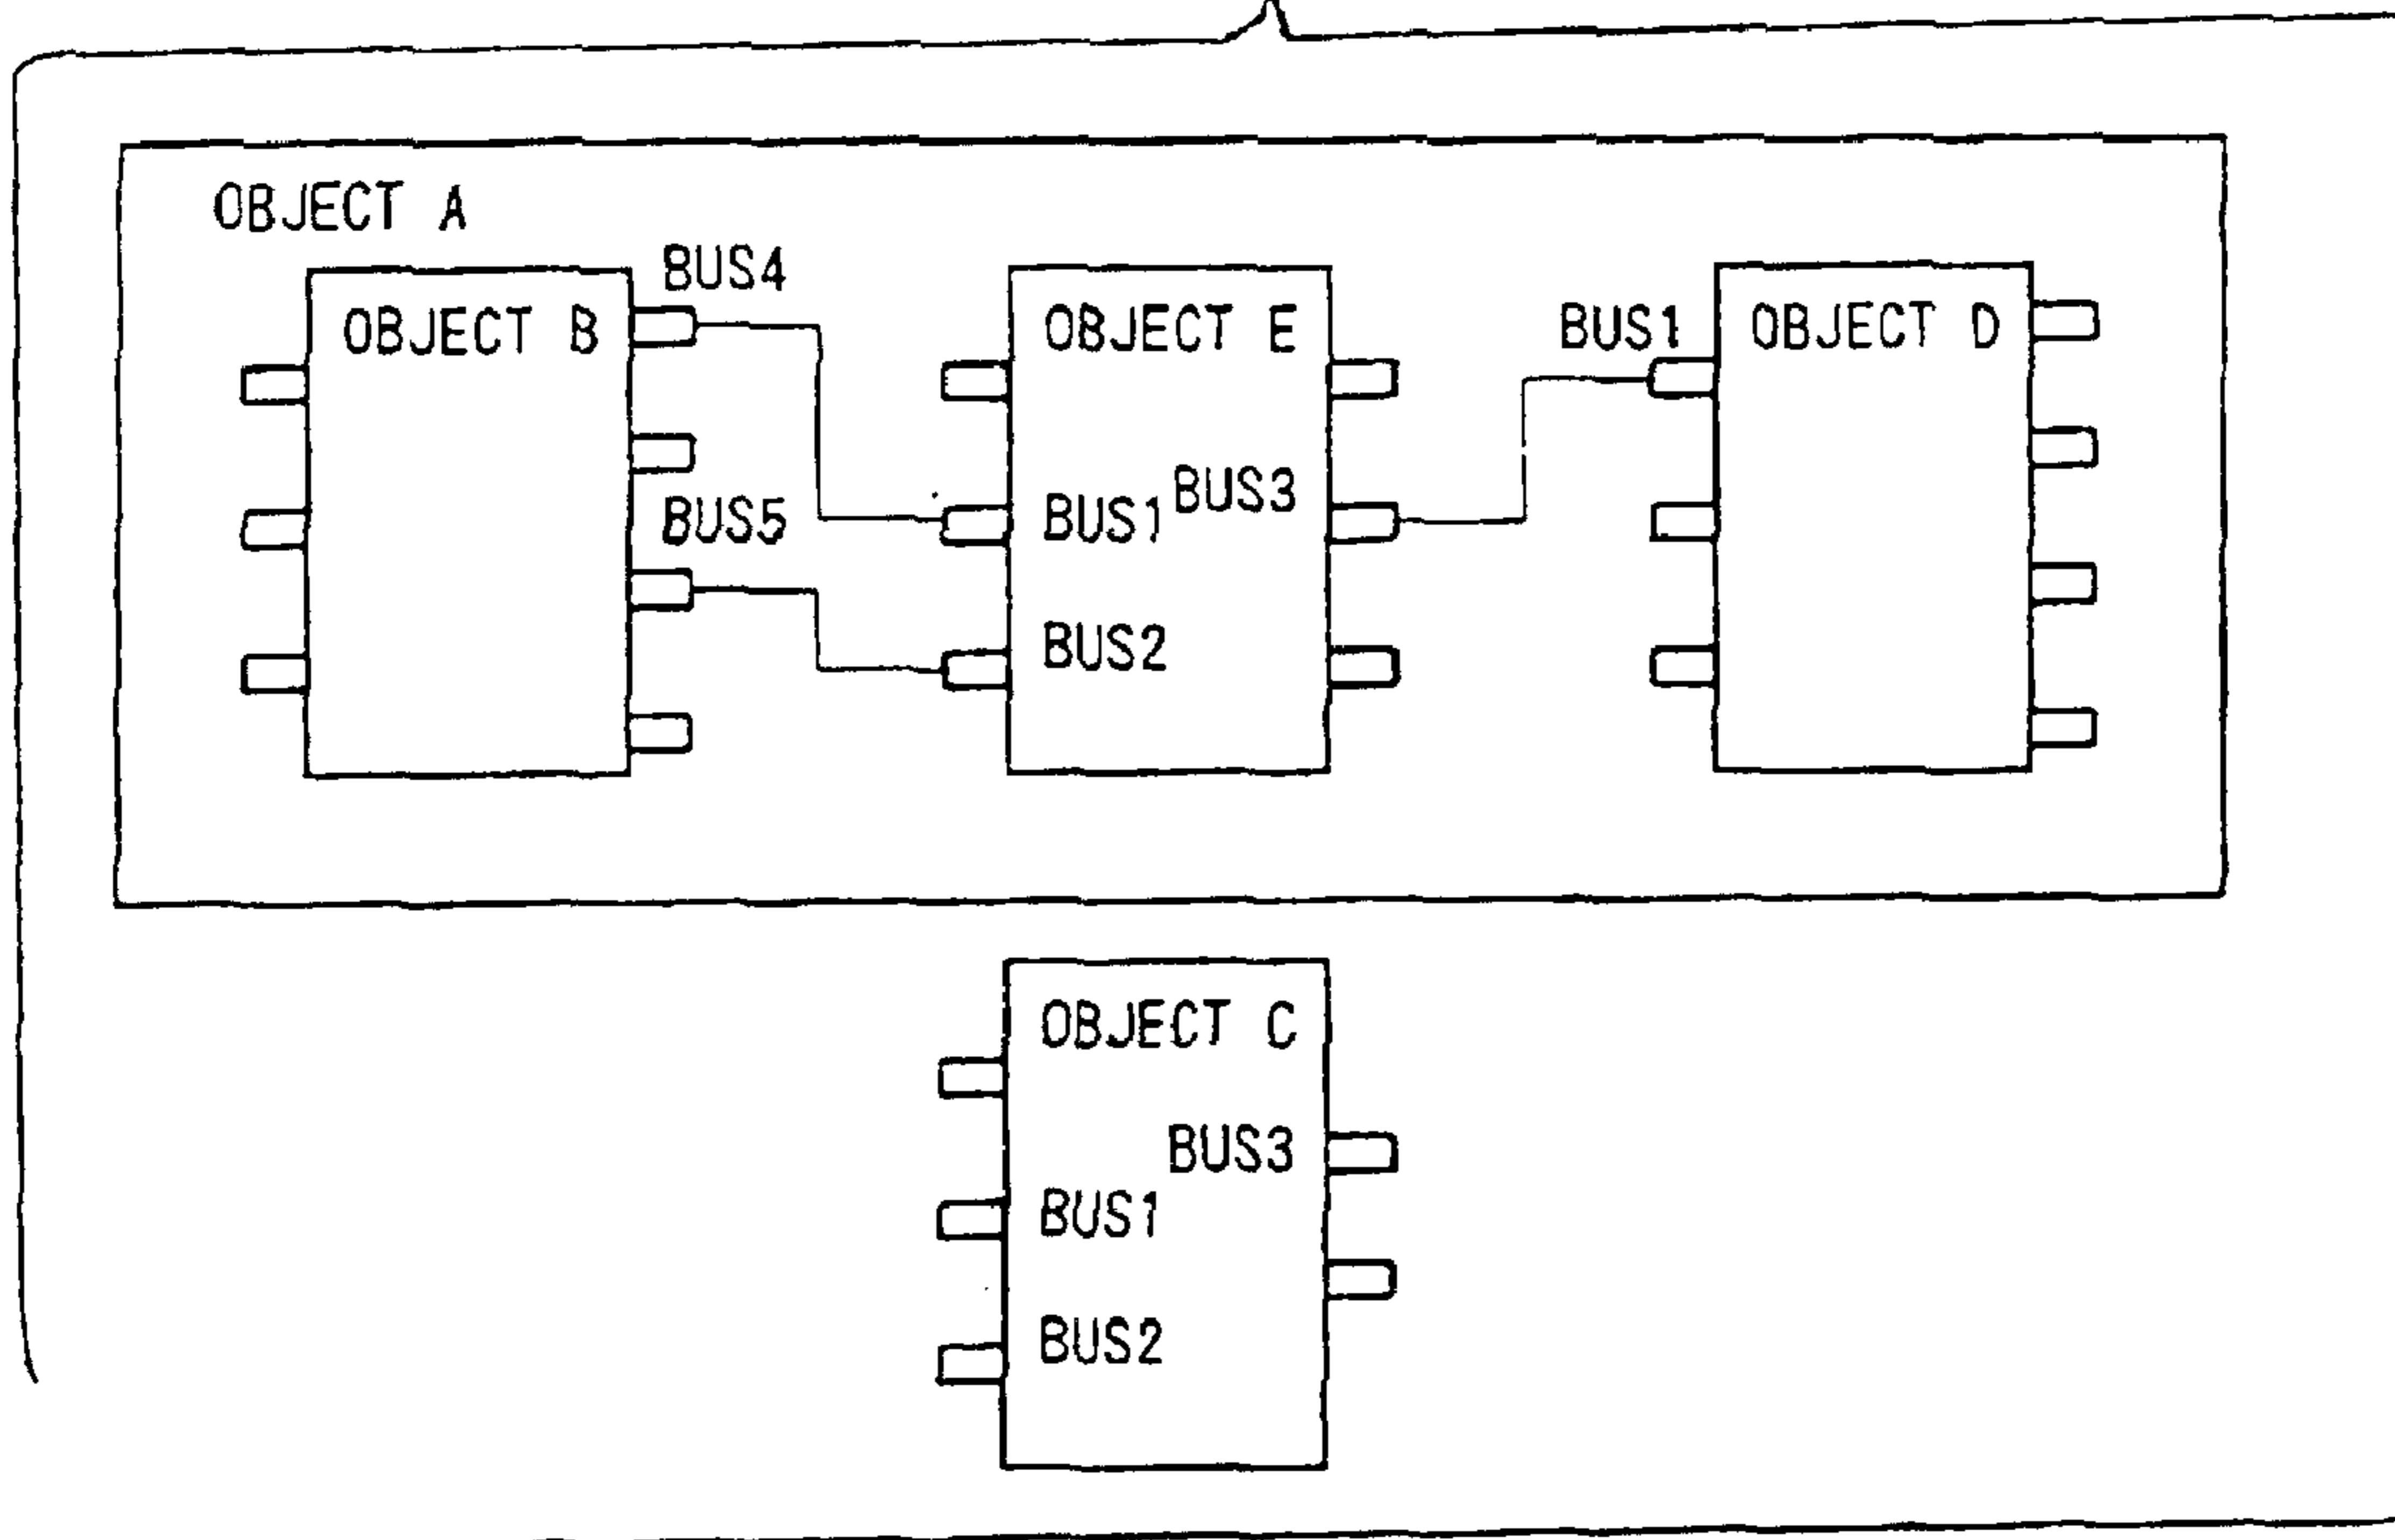 OBJECT A
BUS4
OBJECT B
OBJECT E
BUS1
OBJECT D
BUS3
BUS5
BUS1
BUS2
OBJECT C
BUS3
BUS1
BUS2